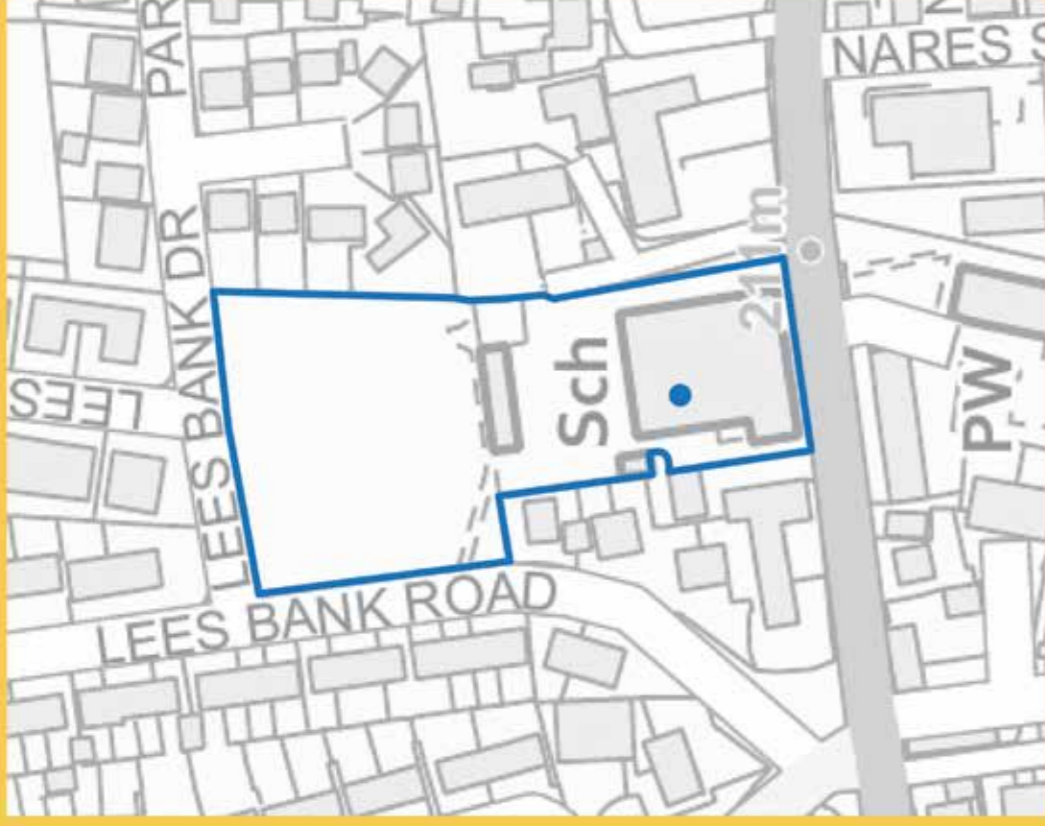 PAR
NARES S
LEES BANK DR
LEES
211m
Sch
PW
LEES BANK ROAD